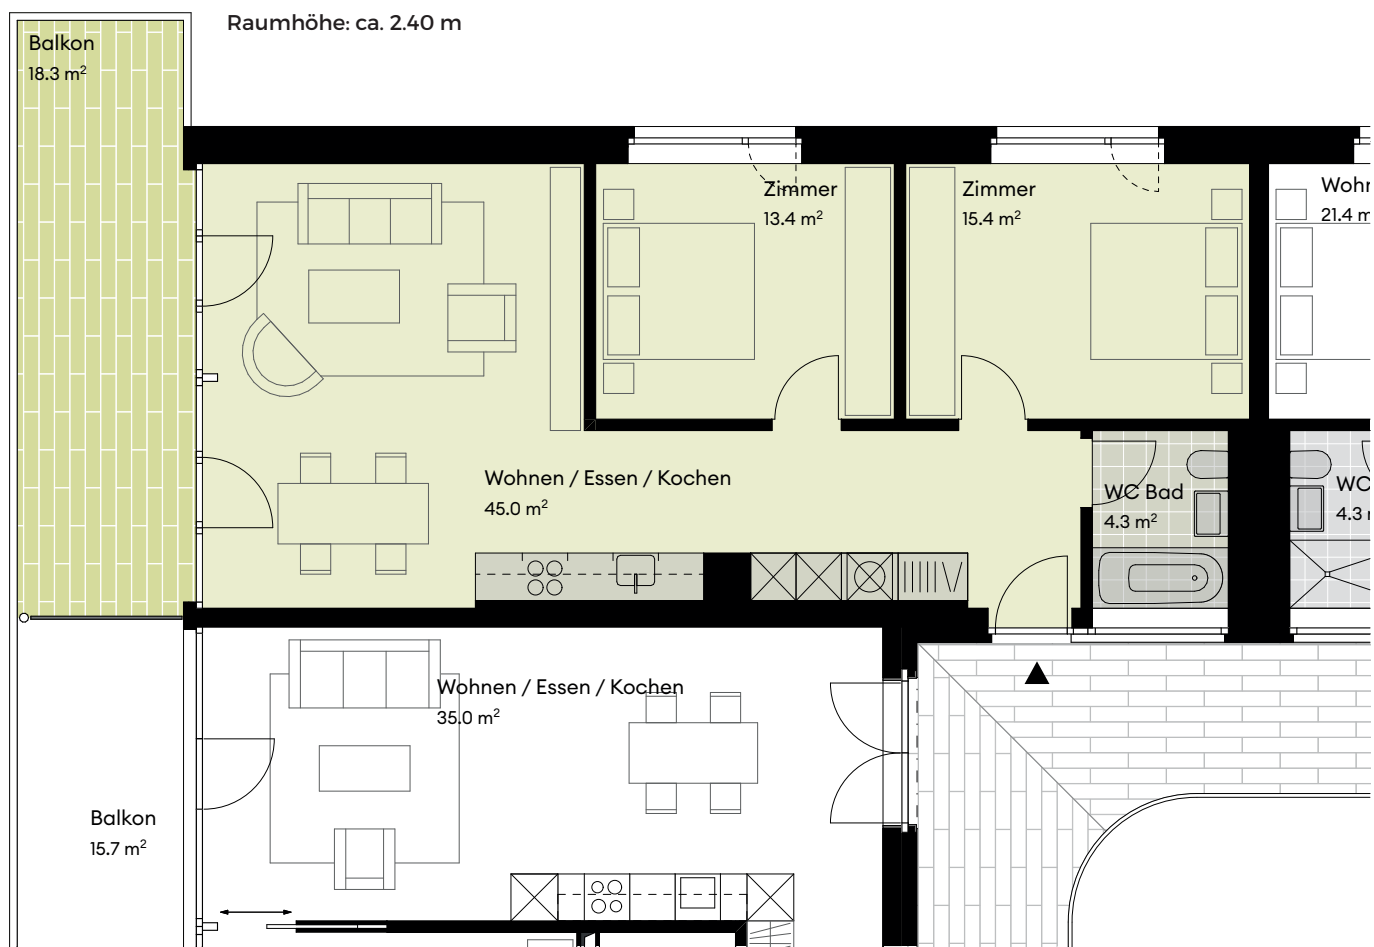 Raumhöhe: ca. 2.40 m
Balkon
18.3 m²
Zimmer
13.4 m²
Zimmer
15.4 m²
21.4 m
Wohnen / Essen / Kochen
45.0 m²
WC Bad
4.3 m²
WC
4.3
Wohnen / Essen / Kochen
35.0 m²
Balkon
15.7 m²